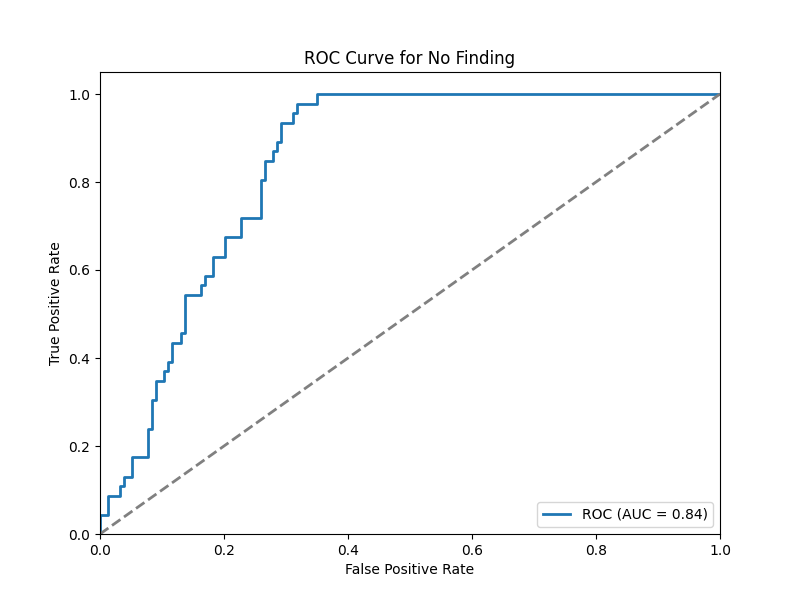 ROC Curve for No Finding
True Positive Rate
1.0
0.8
0.6
0.4
0.2
0.0
ROC (AUC = 0.84)
0.0 0.2 0.4 0.6 0.8 1.0
False Positive Rate